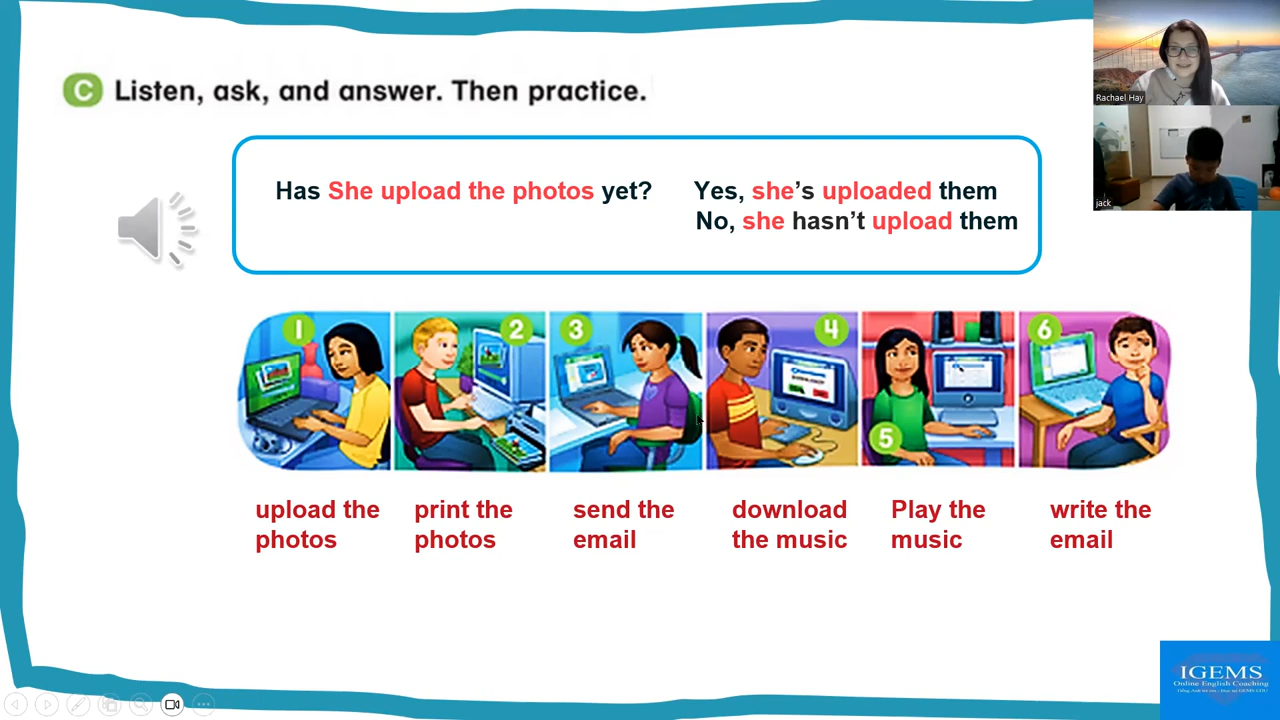 C Listen, ask, and answer. Then practice.
Has She upload the photos yet? Yes, she's uploaded them
No, she hasn't upload them
1 2 3 4 5 6
upload the photos
print the photos
send the email
download the music
Play the music
write the email
Rachael Hay
jack
IGEMS
Online English Coaching